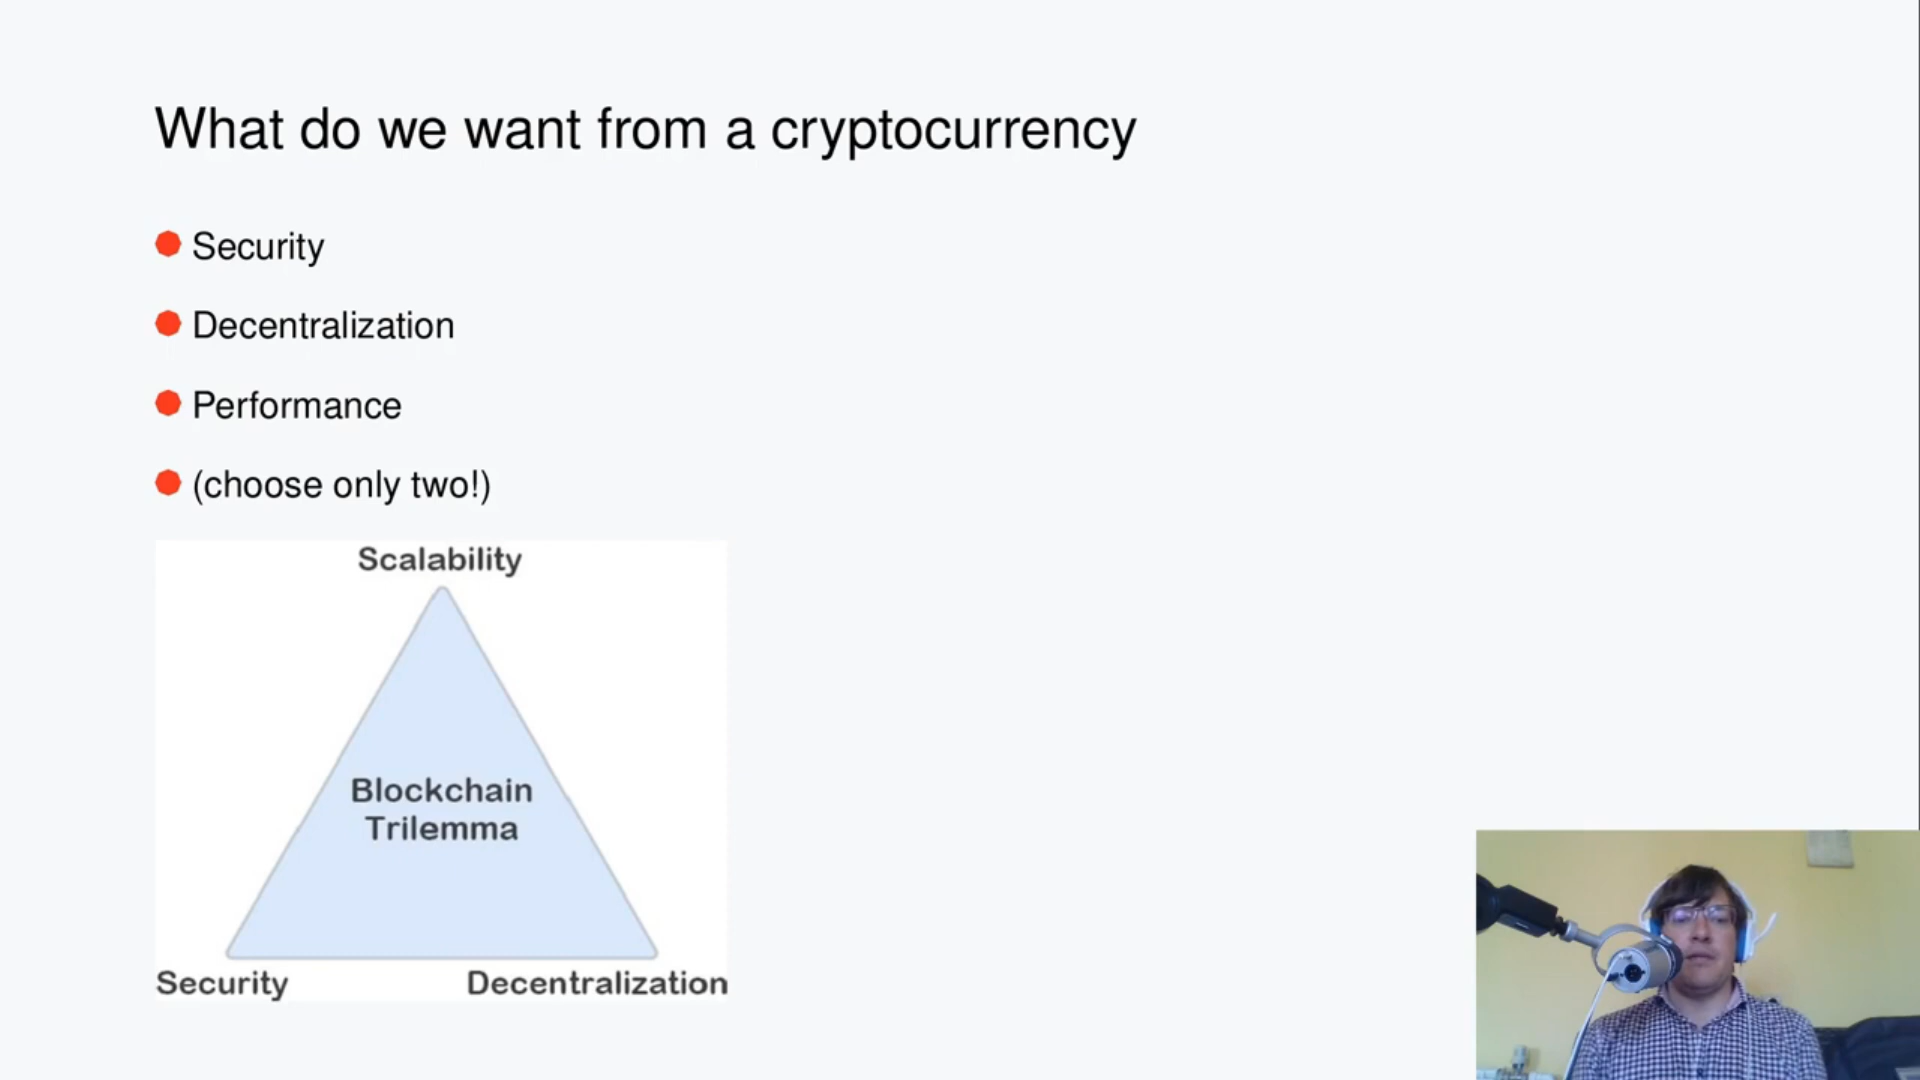 What do we want from a cryptocurrency
Security
Decentralization
Performance
(choose only two!)
Scalability
Blockchain
Trilemma
Security
Decentralization